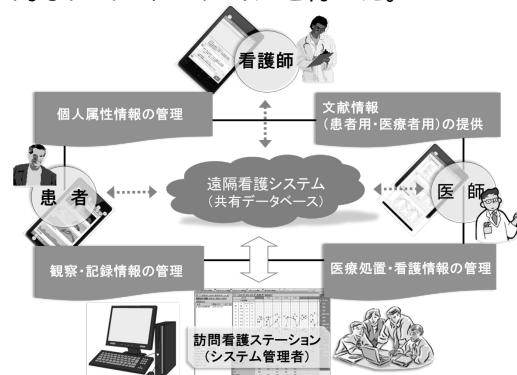 看護師
個人属性情報の管理
文献情報
(患者用・医療者用)の提供
患 者
遠隔看護システム
(共有データベース)
医 師
観察・記録情報の管理
医療処置・看護情報の管理
訪問看護ステーション
(システム管理者)